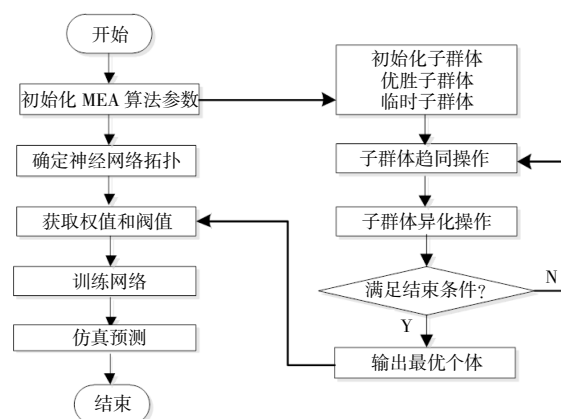 开始
初始化 MEA 算法参数
确定神经网络拓扑
获取权值和阀值
训练网络
仿真预测
结束
初始化子群体
优胜子群体
临时子群体
子群体趋同操作
子群体异化操作
满足结束条件?
N
Y
输出最优个体